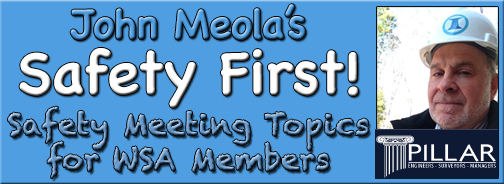 John Meola's
Safety First!
Safety Meeting Topics
for WSA Members
PILLAR
ENGINEERS · SURVEYORS · MANAGERS